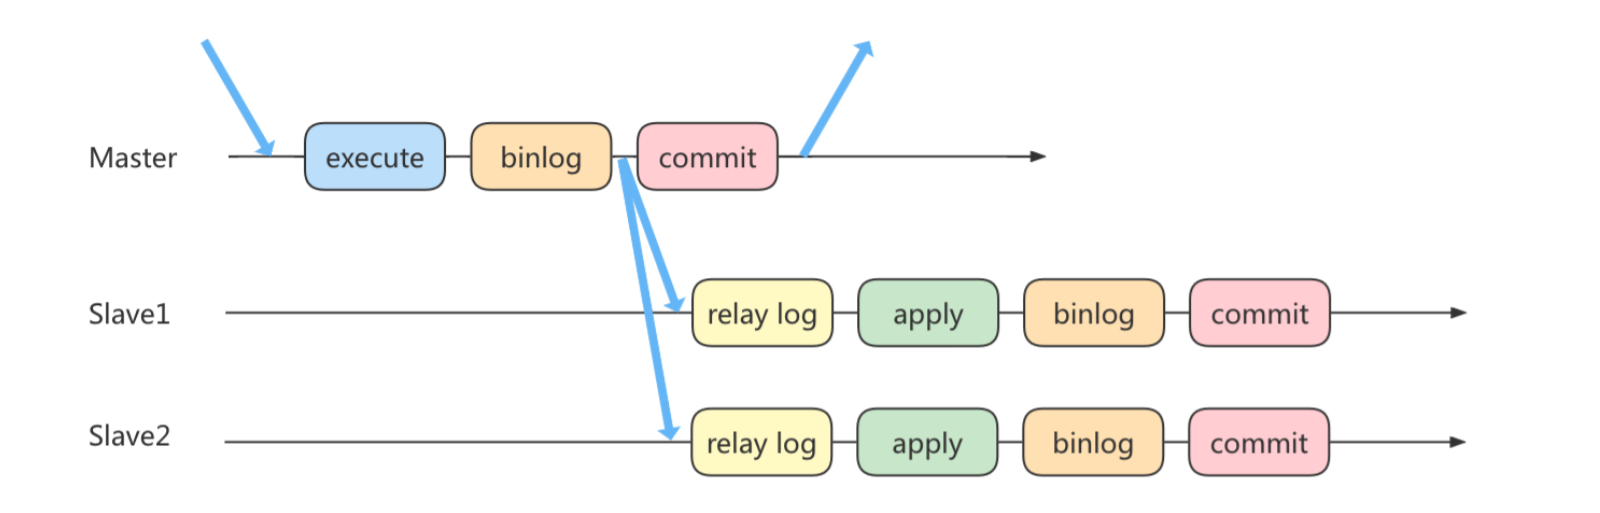 Master execute binlog commit
Slave1 relay log apply binlog commit
Slave2 relay log apply binlog commit